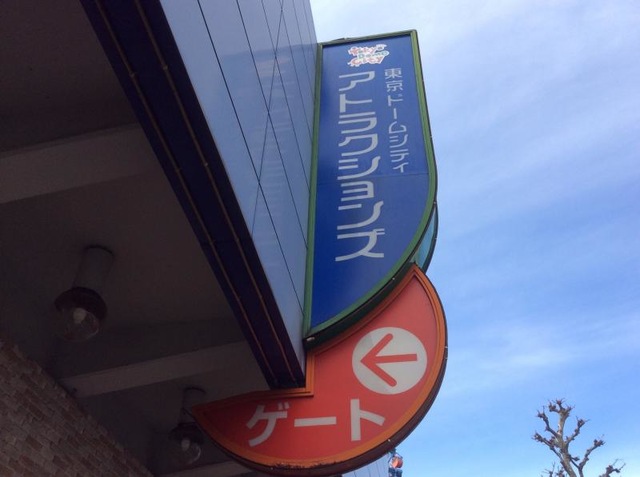 東京ドームシティ
アトラクションズ
ゲート